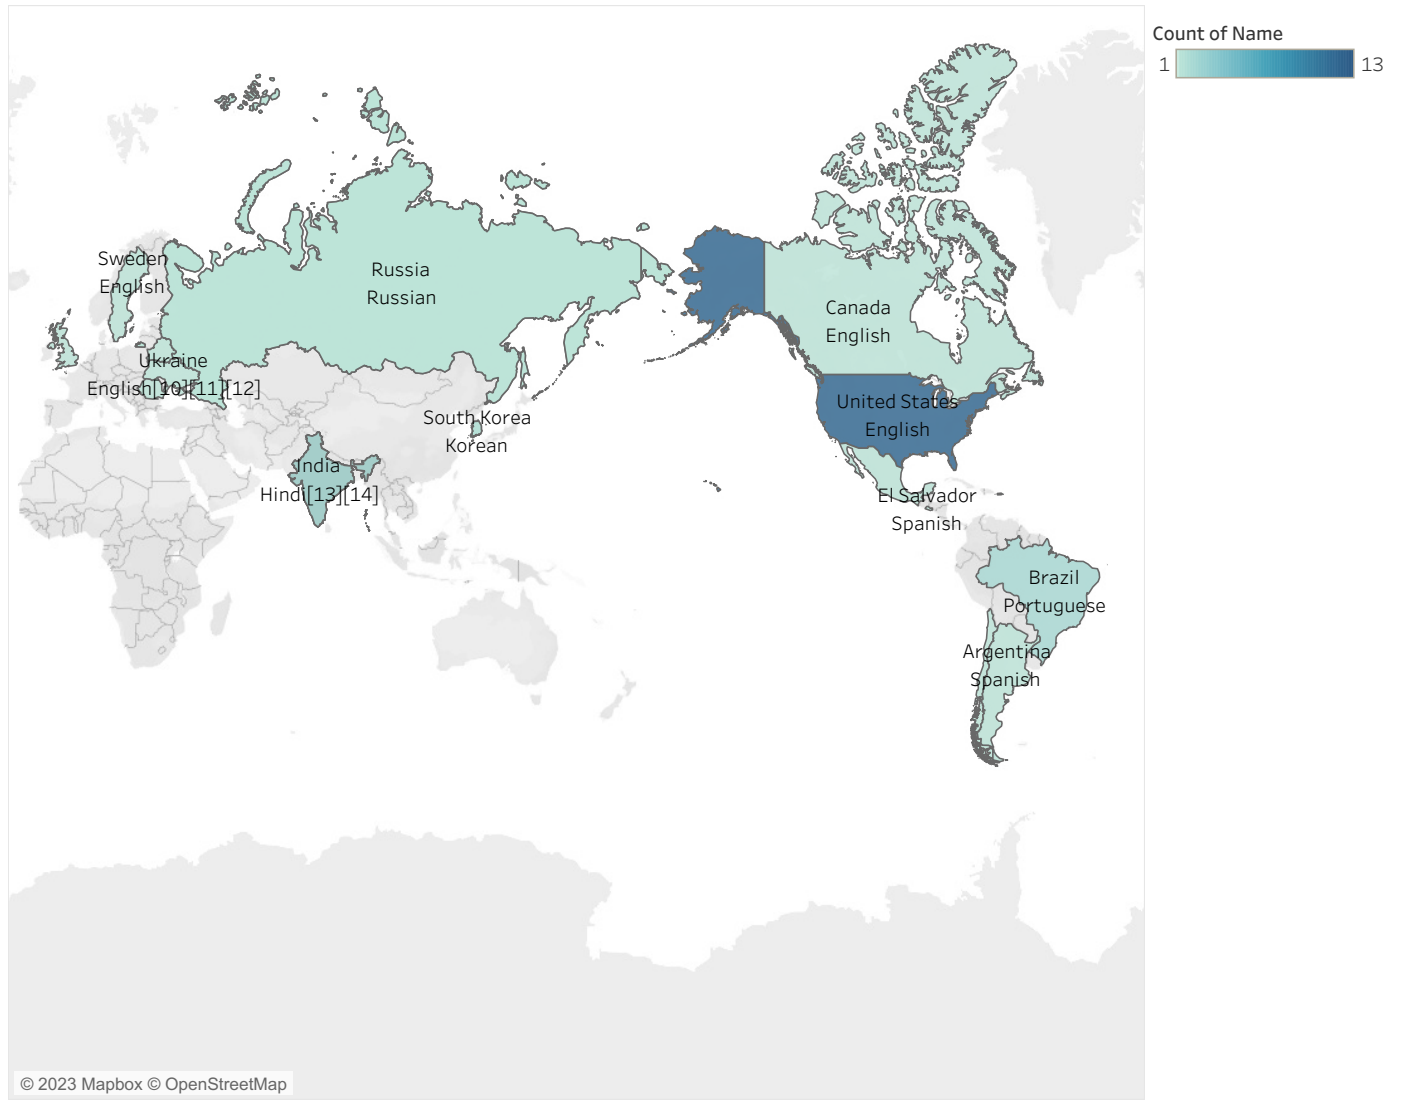 Count of Name
1 13
Sweden
English
Russia
Russian
Canada
English
Ukraine
English[10][11][12]
United States
English
South Korea
Korean
India
Hindi[13][14]
El Salvador
Spanish
Brazil
Portuguese
Argentina
Spanish
© 2023 Mapbox © OpenStreetMap